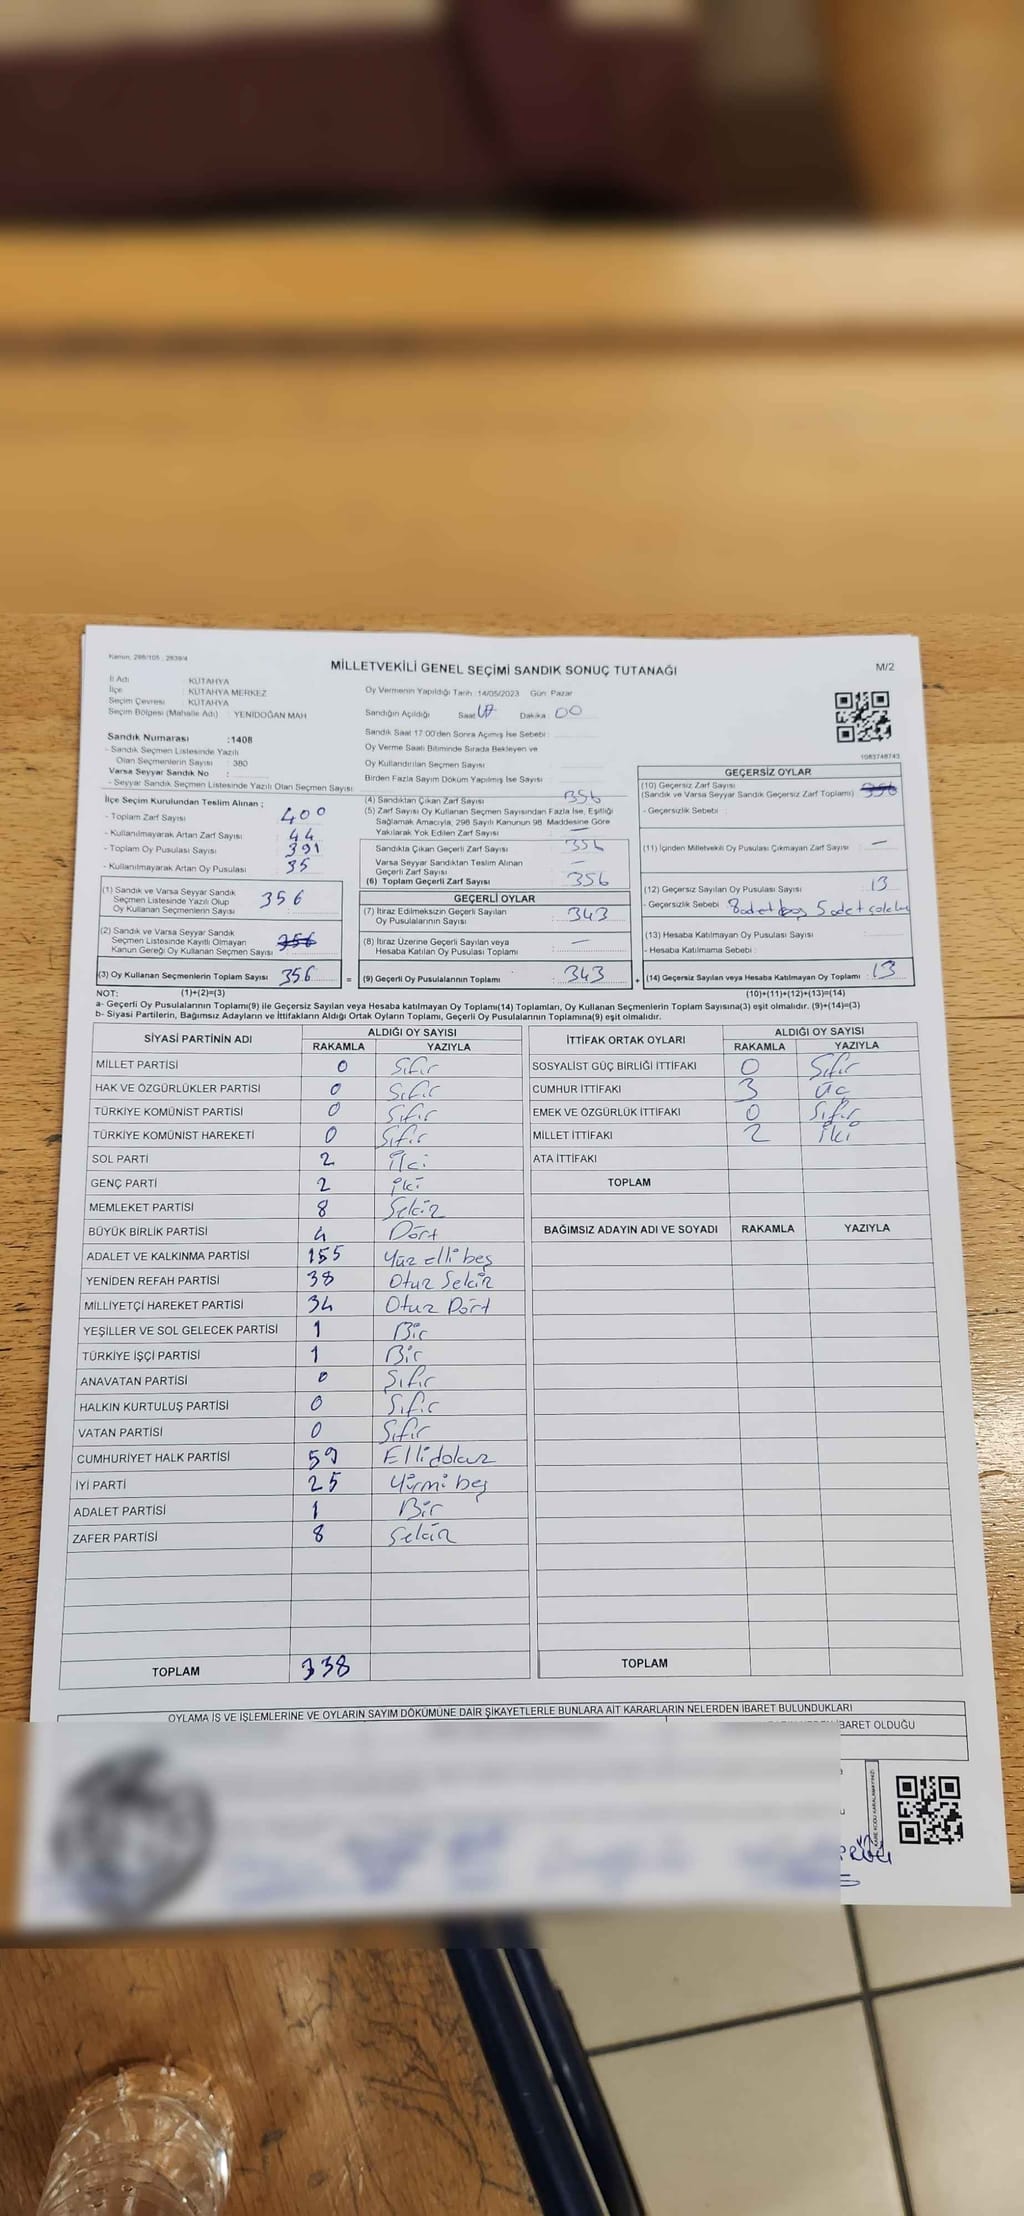 Kanun, 298/105 , 2839/4
MİLLETVEKİLİ GENEL SEÇİMİ SANDIK SONUÇ TUTANAĞI
M/2
İl Adı : KÜTAHYA
İlçe : KÜTAHYA MERKEZ
Seçim Çevresi : KÜTAHYA
Seçim Bölgesi (Mahalle Adı) : YENİDOĞAN MAH
Sandık Numarası :1408
- Sandık Seçmen Listesinde Yazılı
Olan Seçmenlerin Sayısı : 380
Varsa Seyyar Sandık No :
- Seyyar Sandık Seçmen Listesinde Yazılı Olan Seçmen Sayısı :
Oy Vermenin Yapıldığı Tarih :14/05/2023 Gün: Pazar
Sandığın Açıldığı Saat: 17 Dakika : 00
Sandık Saat 17:00'den Sonra Açılmış İse Sebebi :
Oy Verme Saati Bitiminde Sırada Bekleyen ve
Oy Kullandırılan Seçmen Sayısı :
Birden Fazla Sayım Döküm Yapılmış İse Sayısı :
1083748743
İlçe Seçim Kurulundan Teslim Alınan ;
- Toplam Zarf Sayısı : 400
- Kullanılmayarak Artan Zarf Sayısı : 44
- Toplam Oy Pusulası Sayısı : 391
- Kullanılmayarak Artan Oy Pusulası : 35
(1) Sandık ve Varsa Seyyar Sandık
Seçmen Listesinde Yazılı Olup
Oy Kullanan Seçmenlerin Sayısı : 356
(2) Sandık ve Varsa Seyyar Sandık
Seçmen Listesinde Kayıtlı Olmayan
Kanun Gereği Oy Kullanan Seçmen Sayısı : 356
(3) Oy Kullanan Seçmenlerin Toplam Sayısı : 356
(4) Sandıktan Çıkan Zarf Sayısı : 356
(5) Zarf Sayısı Oy Kullanan Seçmen Sayısından Fazla İse, Eşitliği
Sağlamak Amacıyla, 298 Sayılı Kanunun 98. Maddesine Göre
Yakılarak Yok Edilen Zarf Sayısı : —
Sandıkta Çıkan Geçerli Zarf Sayısı : 356
Varsa Seyyar Sandıktan Teslim Alınan
Geçerli Zarf Sayısı : —
(6) Toplam Geçerli Zarf Sayısı : 356
GEÇERLİ OYLAR
(7) İtiraz Edilmeksizin Geçerli Sayılan
Oy Pusulalarının Sayısı : 343
(8) İtiraz Üzerine Geçerli Sayılan veya
Hesaba Katılan Oy Pusulası Toplamı : —
= (9) Geçerli Oy Pusulalarının Toplamı : 343
GEÇERSİZ OYLAR
(10) Geçersiz Zarf Sayısı
(Sandık ve Varsa Seyyar Sandık Geçersiz Zarf Toplamı) : 356
- Geçersizlik Sebebi :
(11) İçinden Milletvekili Oy Pusulası Çıkmayan Zarf Sayısı : —
(12) Geçersiz Sayılan Oy Pusulası Sayısı : 13
- Geçersizlik Sebebi : 8 adet boş 5 adet
(13) Hesaba Katılmayan Oy Pusulası Sayısı :
- Hesaba Katılmama Sebebi :
+ (14) Geçersiz Sayılan veya Hesaba Katılmayan Oy Toplamı : 13
NOT: (1)+(2)=(3) (10)+(11)+(12)+(13)=(14)
a- Geçerli Oy Pusulalarının Toplamı(9) ile Geçersiz Sayılan veya Hesaba katılmayan Oy Toplamı(14) Toplamları, Oy Kullanan Seçmenlerin Toplam Sayısına(3) eşit olmalıdır. (9)+(14)=(3)
b- Siyasi Partilerin, Bağımsız Adayların ve İttifakların Aldığı Ortak Oyların Toplamı, Geçerli Oy Pusulalarının Toplamına(9) eşit olmalıdır.
SİYASİ PARTİNİN ADI ALDIĞI OY SAYISI
RAKAMLA YAZIYLA
MİLLET PARTİSİ 0 Sıfır
HAK VE ÖZGÜRLÜKLER PARTİSİ 0 Sıfır
TÜRKİYE KOMÜNİST PARTİSİ 0 Sıfır
TÜRKİYE KOMÜNİST HAREKETİ 0 Sıfır
SOL PARTİ 2 İki
GENÇ PARTİ 2 iki
MEMLEKET PARTİSİ 8 Sekiz
BÜYÜK BİRLİK PARTİSİ 4 Dört
ADALET VE KALKINMA PARTİSİ 155 Yüz elli beş
YENİDEN REFAH PARTİSİ 38 Otuz Sekiz
MİLLİYETÇİ HAREKET PARTİSİ 34 Otuz Dört
YEŞİLLER VE SOL GELECEK PARTİSİ 1 Bir
TÜRKİYE İŞÇİ PARTİSİ 1 Bir
ANAVATAN PARTİSİ 0 Sıfır
HALKIN KURTULUŞ PARTİSİ 0 Sıfır
VATAN PARTİSİ 0 Sıfır
CUMHURİYET HALK PARTİSİ 59 Ellidokuz
İYİ PARTİ 25 Yirmi beş
ADALET PARTİSİ 1 Bir
ZAFER PARTİSİ 8 Sekiz
TOPLAM 338
İTTİFAK ORTAK OYLARI ALDIĞI OY SAYISI
RAKAMLA YAZIYLA
SOSYALİST GÜÇ BİRLİĞİ İTTİFAKI 0 Sıfır
CUMHUR İTTİFAKI 3 Üç
EMEK VE ÖZGÜRLÜK İTTİFAKI 0 Sıfır
MİLLET İTTİFAKI 2 İki
ATA İTTİFAKI
TOPLAM
BAĞIMSIZ ADAYIN ADI VE SOYADI RAKAMLA YAZIYLA
TOPLAM
OYLAMA İŞ VE İŞLEMLERİNE VE OYLARIN SAYIM DÖKÜMÜNE DAİR ŞİKAYETLERLE BUNLARA AİT KARARLARIN NELERDEN İBARET BULUNDUKLARI
İBARET OLDUĞU